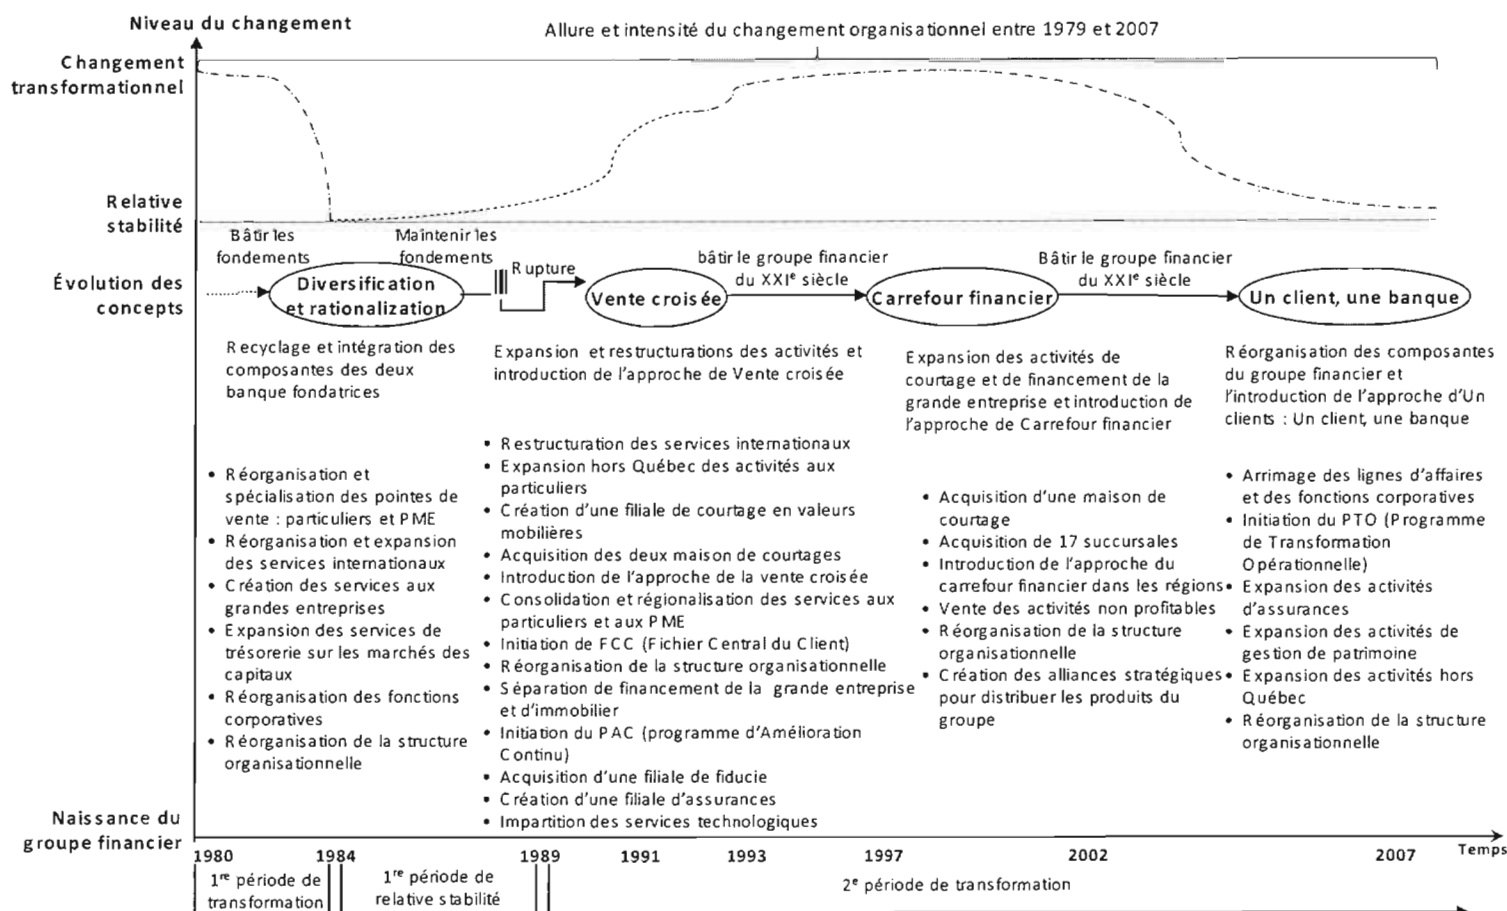 Niveau du changement
Allure et intensité du changement organisationnel entre 1979 et 2007
Changement
transformationnel
Relative
stabilité
Bâtir les
fondements
Maintenir les
fondements
Rupture
bâtir le groupe financier
du XXIe siècle
Bâtir le groupe financier
du XXIe siècle
Évolution des
concepts
Diversification
et rationalization
Vente croisée
Carrefour financier
Un client, une banque
Recyclage et intégration des
composantes des deux
banque fondatrices
Expansion et restructurations des activités et
introduction de l'approche de Vente croisée
Expansion des activités de
courtage et de financement de la
grande entreprise et introduction de
l'approche de Carrefour financier
Réorganisation des composantes
du groupe financier et
l'introduction de l'approche d'Un
clients : Un client, une banque
• Réorganisation et
spécialisation des pointes de
vente : particuliers et PME
• Réorganisation et expansion
des services internationaux
• Création des services aux
grandes entreprises
• Expansion des services de
trésorerie sur les marchés des
capitaux
• Réorganisation des fonctions
corporatives
• Réorganisation de la structure
organisationnelle
• Restructuration des services internationaux
• Expansion hors Québec des activités aux
particuliers
• Création d'une filiale de courtage en valeurs
mobilières
• Acquisition des deux maison de courtages
• Introduction de l'approche de la vente croisée
• Consolidation et régionalisation des services aux
particuliers et aux PME
• Initiation de FCC (Fichier Central du Client)
• Réorganisation de la structure organisationnelle
• Séparation de financement de la grande entreprise
et d'immobilier
• Initiation du PAC (programme d'Amélioration
Continu)
• Acquisition d'une filiale de fiducie
• Création d'une filiale d'assurances
• Impartition des services technologiques
• Acquisition d'une maison de
courtage
• Acquisition de 17 succursales
• Introduction de l'approche du
carrefour financier dans les régions
• Vente des activités non profitables
• Réorganisation de la structure
organisationnelle
• Création des alliances stratégiques
pour distribuer les produits du
groupe
• Arrimage des lignes d'affaires
et des fonctions corporatives
• Initiation du PTO (Programme
de Transformation
Opérationnelle)
• Expansion des activités
d'assurances
• Expansion des activités de
gestion de patrimoine
• Expansion des activités hors
Québec
• Réorganisation de la structure
organisationnelle
Naissance du
groupe financier
1980 1984 1989 1991 1993 1997 2002 2007
Temps
1re période de
transformation
1re période de
relative stabilité
2e période de transformation